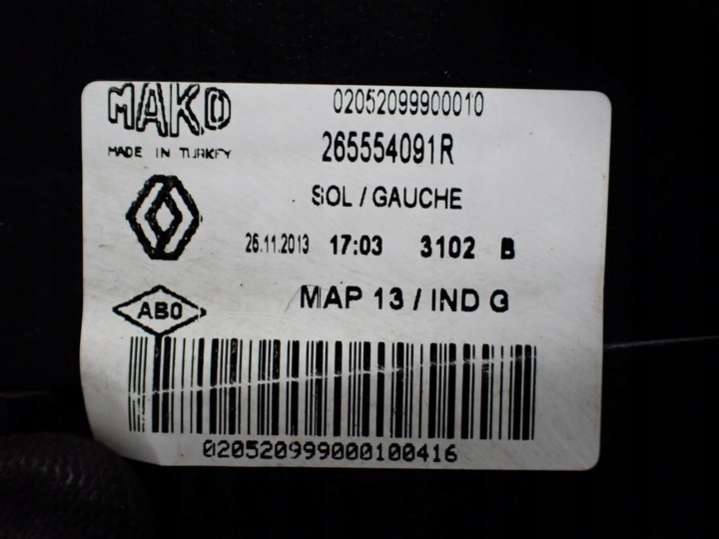 MAKO
MADE IN TURKEY
02052099900010
265554091R
SOL / GAUCHE
26.11.2013 17:03 3102 B
ABO
MAP 13 / IND G
020520999000100416